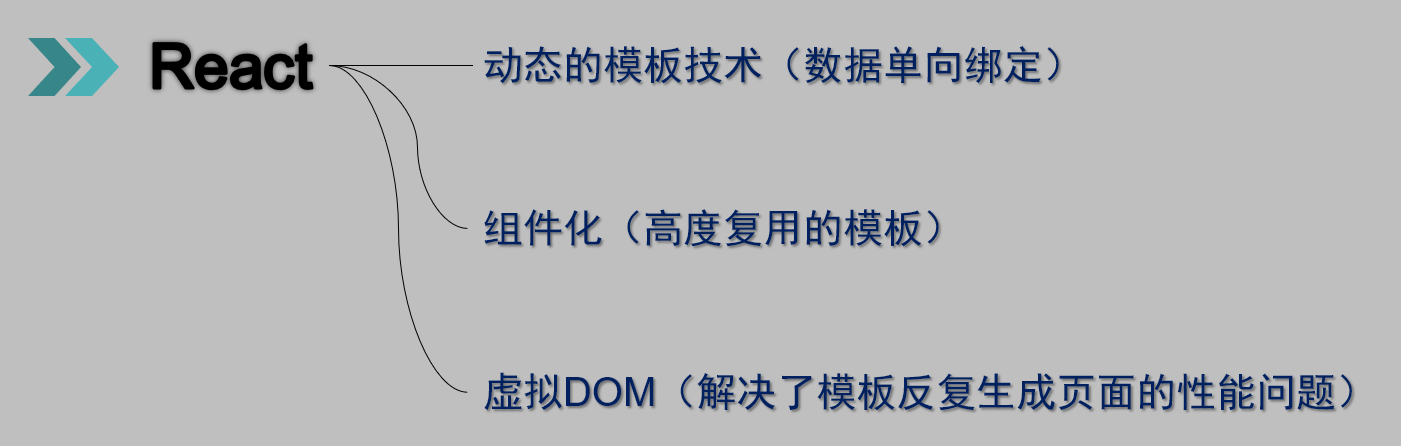 React
动态的模板技术（数据单向绑定）
组件化（高度复用的模板）
虚拟DOM（解决了模板反复生成页面的性能问题）